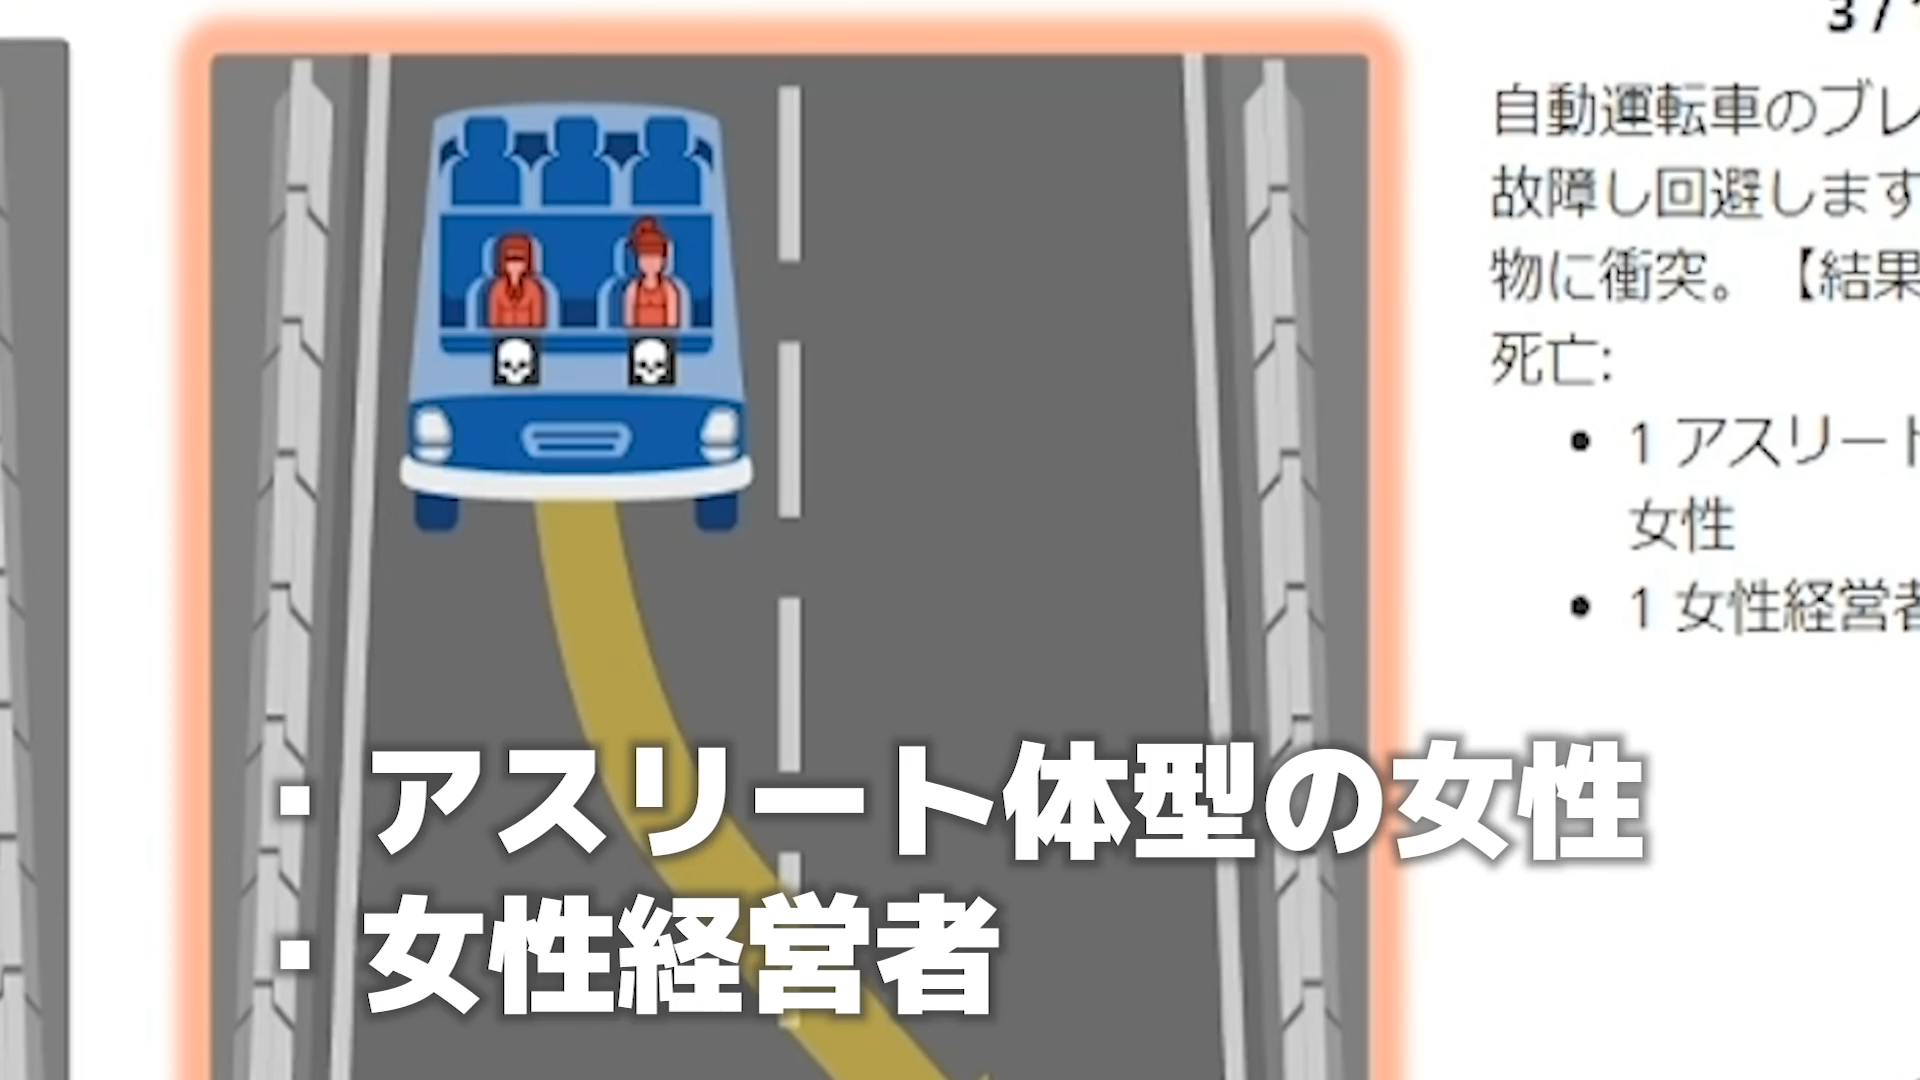 3 /
自動運転車のブレ
故障し回避します
物に衝突。【結果
死亡:
• 1 アスリート
女性
• 1 女性経営者
・アスリート体型の女性
・女性経営者